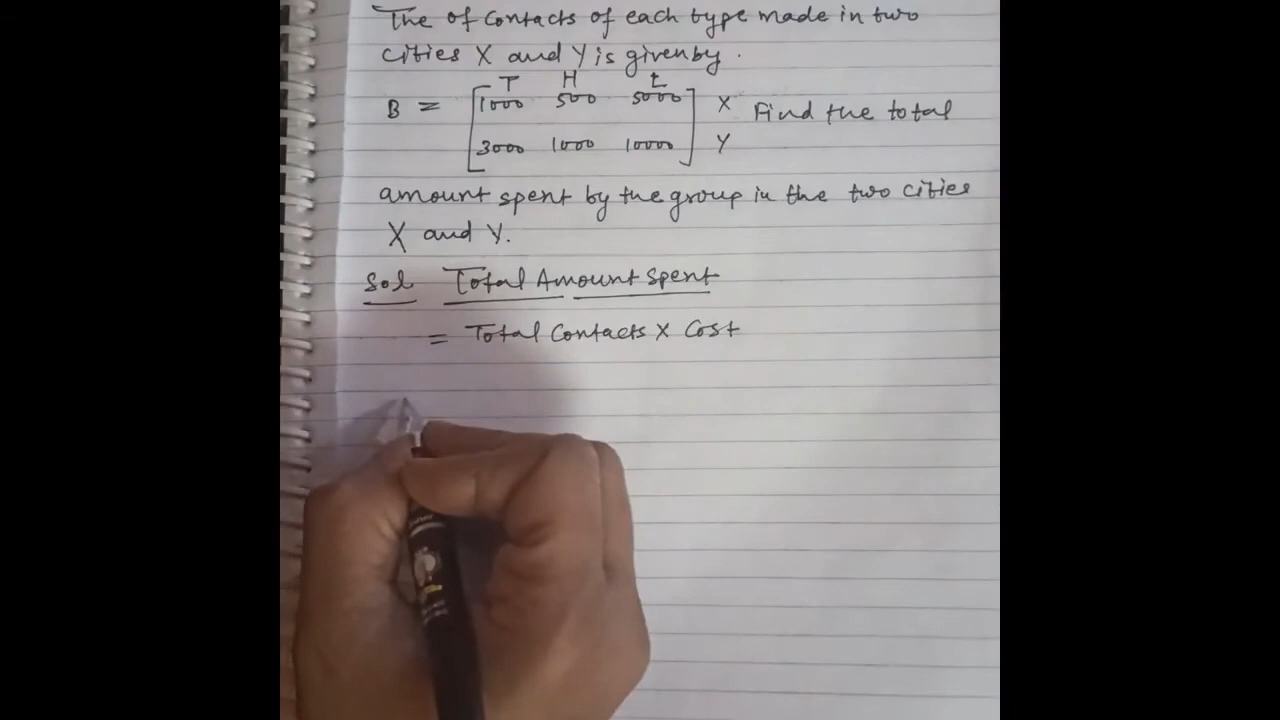 The of contacts of each type made in two
cities X and Y is given by.
T H L
B = [1000 500 5000] X Find the total
[3000 1000 10000] Y
amount spent by the group in the two cities
X and Y.
Sol Total Amount Spent
= Total Contacts X Cost